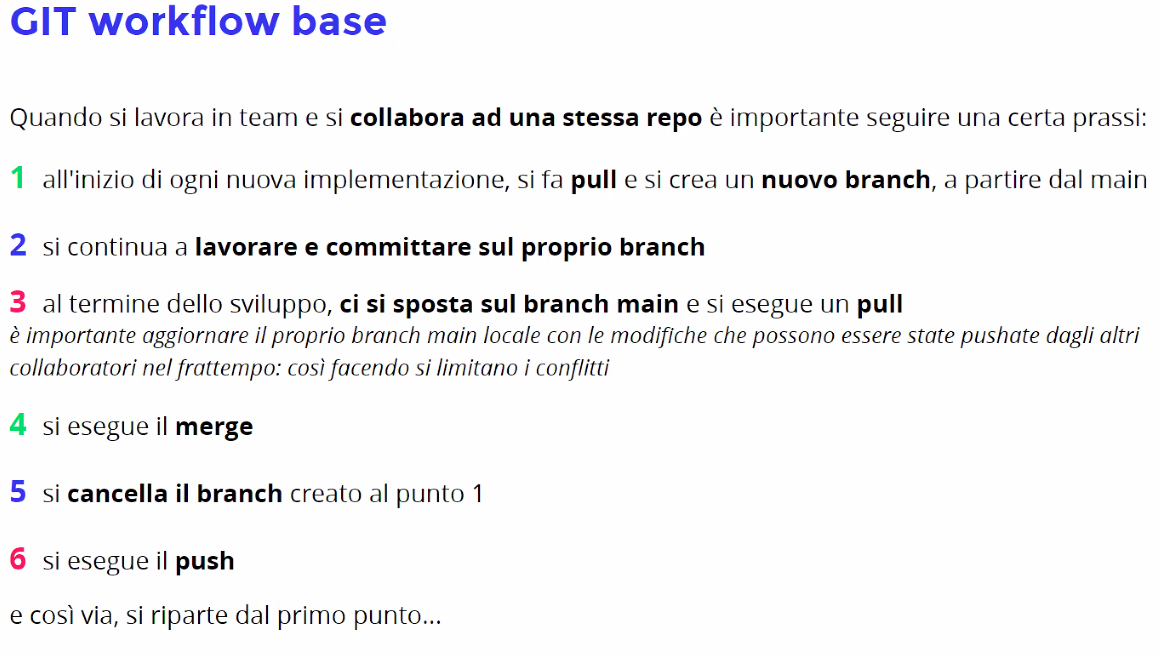 GIT workflow base
Quando si lavora in team e si collabora ad una stessa repo è importante seguire una certa prassi:
1 all'inizio di ogni nuova implementazione, si fa pull e si crea un nuovo branch, a partire dal main
2 si continua a lavorare e committare sul proprio branch
3 al termine dello sviluppo, ci si sposta sul branch main e si esegue un pull
è importante aggiornare il proprio branch main locale con le modifiche che possono essere state pushate dagli altri
collaboratori nel frattempo: così facendo si limitano i conflitti
4 si esegue il merge
5 si cancella il branch creato al punto 1
6 si esegue il push
e così via, si riparte dal primo punto...